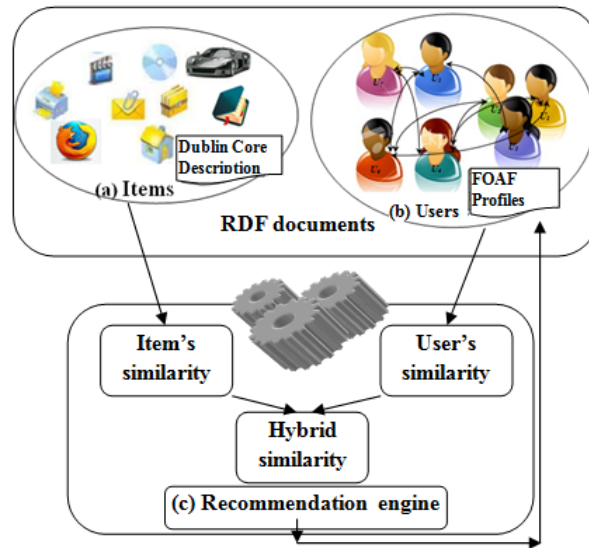 Dublin Core
Description
(a) Items
FOAF
Profiles
(b) Users
RDF documents
Item's
similarity
User's
similarity
Hybrid
similarity
(c) Recommendation engine